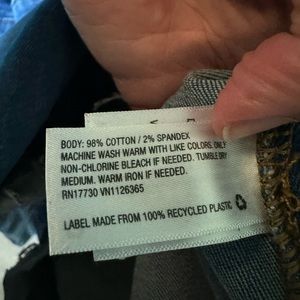 BODY: 98% COTTON / 2% SPANDEX
MACHINE WASH WARM WITH LIKE COLORS ONLY.
NON-CHLORINE BLEACH IF NEEDED. TUMBLE DRY
MEDIUM. WARM IRON IF NEEDED.
RN17730 VN1126365
LABEL MADE FROM 100% RECYCLED PLASTIC